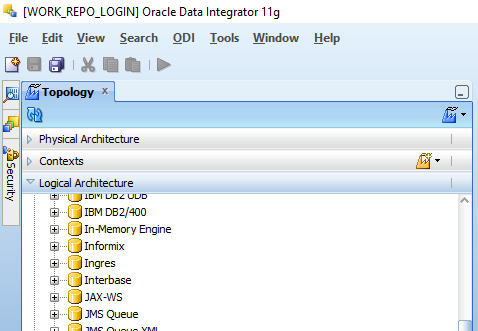 [WORK_REPO_LOGIN] Oracle Data Integrator 11g
File Edit View Search ODI Tools Window Help
Topology
Security
Physical Architecture
Contexts
Logical Architecture
IBM DB2 UDB
IBM DB2/400
In-Memory Engine
Informix
Ingres
Interbase
JAX-WS
JMS Queue
JMS Queue XML